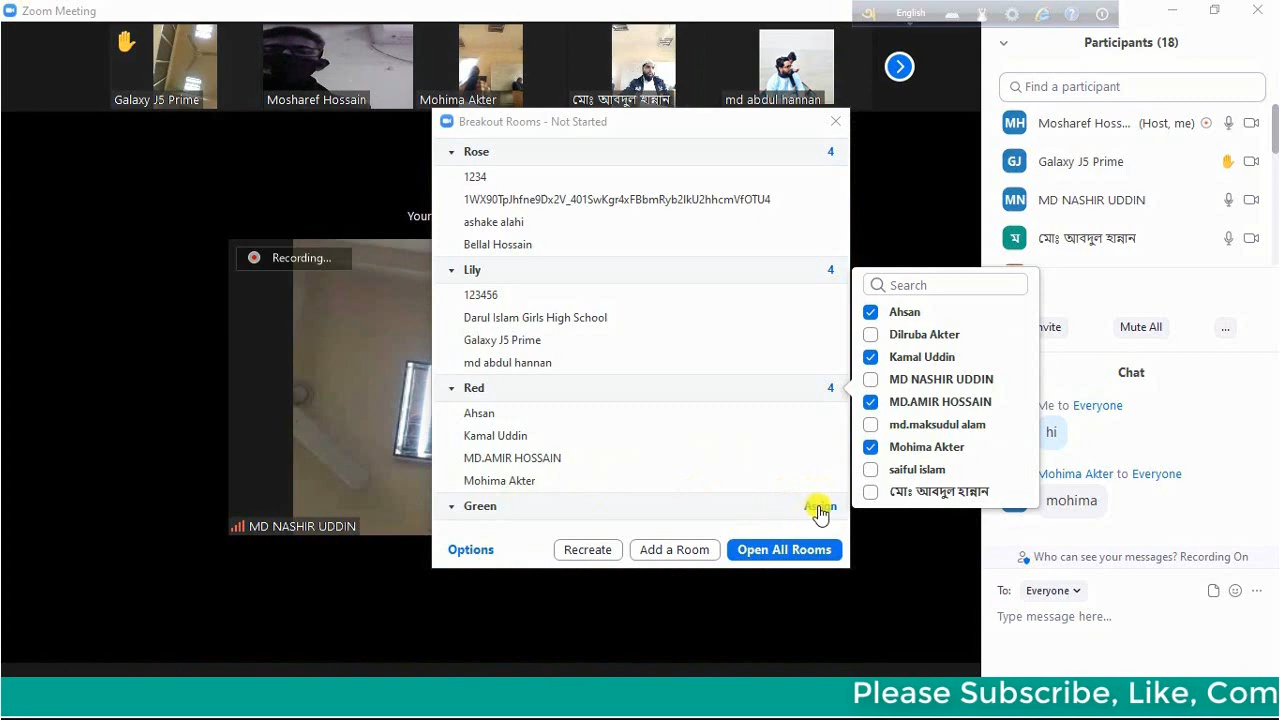 Zoom Meeting
অ English
Galaxy J5 Prime
Mosharef Hossain
Mohima Akter
মোঃ আবদুল হান্নান
md abdul hannan
Your
Recording...
MD NASHIR UDDIN
Breakout Rooms - Not Started
Rose 4
1234
1WX90TpJhfne9Dx2V_401SwKgr4xFBbmRyb2lkU2hhcmVfOTU4
ashake alahi
Bellal Hossain
Lily 4
123456
Darul Islam Girls High School
Galaxy J5 Prime
md abdul hannan
Red 4
Ahsan
Kamal Uddin
MD.AMIR HOSSAIN
Mohima Akter
Green Assign
Options Recreate Add a Room Open All Rooms
Search
Ahsan
Dilruba Akter
Kamal Uddin
MD NASHIR UDDIN
MD.AMIR HOSSAIN
md.maksudul alam
Mohima Akter
saiful islam
মোঃ আবদুল হান্নান
Participants (18)
Find a participant
MH Mosharef Hoss... (Host, me)
GJ Galaxy J5 Prime
MN MD NASHIR UDDIN
ম মোঃ আবদুল হান্নান
nvite Mute All ...
Chat
Me to Everyone
hi
Mohima Akter to Everyone
mohima
Who can see your messages? Recording On
To: Everyone
Type message here...
Please Subscribe, Like, Com